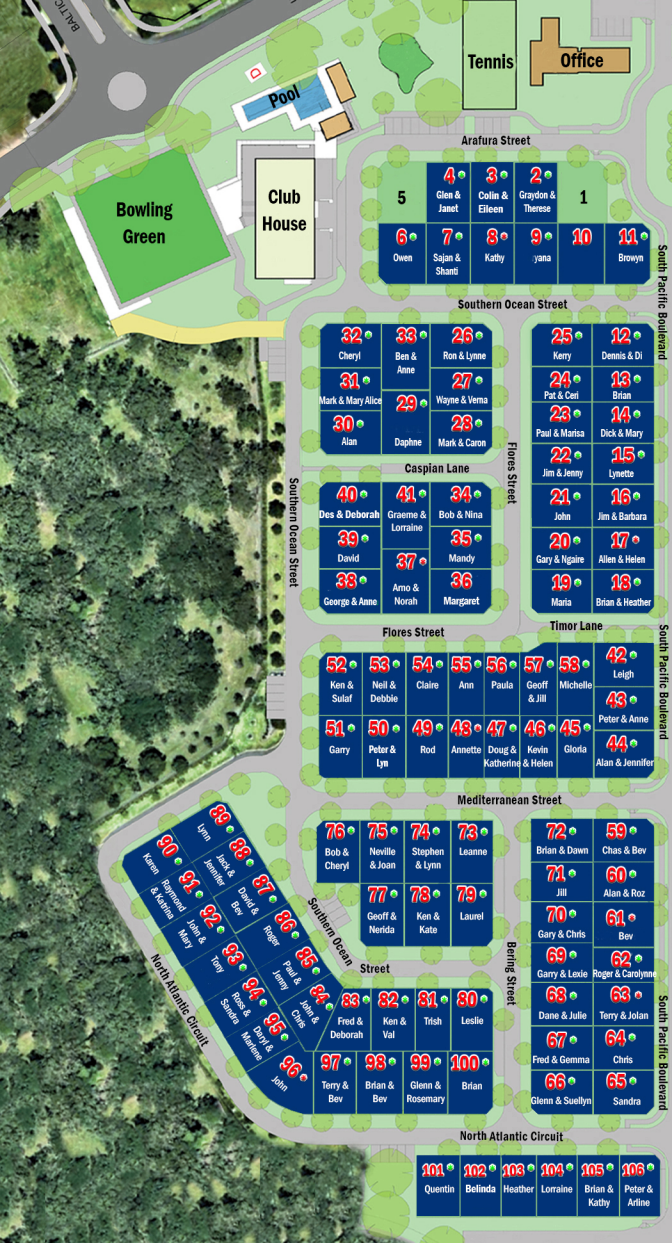 BALTIC
D
Pool
Tennis
Office
Arafura Street
Bowling
Green
Club
House
5
4
Glen &
Janet
3
Colin &
Eileen
2
Graydon &
Therese
1
6
Owen
7
Sajan &
Shanti
8
Kathy
9
yana
10
11
Browyn
South Pacific Boulevard
Southern Ocean Street
32
Cheryl
33
Ben &
Anne
26
Ron & Lynne
31
Mark & Mary Alice
27
Wayne & Verna
30
Alan
29
Daphne
28
Mark & Caron
25
Kerry
12
Dennis & Di
24
Pat & Ceri
13
Brian
23
Paul & Marisa
14
Dick & Mary
22
Jim & Jenny
15
Lynette
21
John
16
Jim & Barbara
20
Gary & Ngaire
17
Allen & Helen
19
Maria
18
Brian & Heather
Flores Street
Caspian Lane
Southern Ocean Street
40
Des & Deborah
41
Graeme &
Lorraine
34
Bob & Nina
39
David
35
Mandy
38
George & Anne
37
Arno &
Norah
36
Margaret
Timor Lane
Flores Street
South Pacific Boulevard
52
Ken &
Sulaf
53
Neil &
Debbie
54
Claire
55
Ann
56
Paula
57
Geoff
& Jill
58
Michelle
42
Leigh
43
Peter & Anne
44
Alan & Jennifer
51
Garry
50
Peter &
Lyn
49
Rod
48
Annette
47
Doug &
Katherine
46
Kevin
& Helen
45
Gloria
Mediterranean Street
76
Bob &
Cheryl
75
Neville
& Joan
74
Stephen
& Lynn
73
Leanne
77
Geoff &
Nerida
78
Ken &
Kate
79
Laurel
72
Brian & Dawn
59
Chas & Bev
71
Jill
60
Alan & Roz
70
Gary & Chris
61
Bev
69
Garry & Lexie
62
Roger & Carolynne
68
Dane & Julie
63
Terry & Jolan
67
Fred & Gemma
64
Chris
66
Glenn & Suellyn
65
Sandra
Bering Street
South Pacific Boulevard
Southern Ocean
Street
89
Lynn
88
Jack &
Jennifer
87
David &
Bev
86
Roger
85
Paul &
Jenny
84
John &
Chris
90
Karen
91
Raymond
& Katrina
92
John &
Mary
93
Tony
94
Ross &
Sandra
95
Daryl &
Marlene
96
John
North Atlantic Circuit
83
Fred &
Deborah
82
Ken &
Val
81
Trish
80
Leslie
97
Terry &
Bev
98
Brian &
Bev
99
Glenn &
Rosemary
100
Brian
North Atlantic Circuit
101
Quentin
102
Belinda
103
Heather
104
Lorraine
105
Brian &
Kathy
106
Peter &
Arline